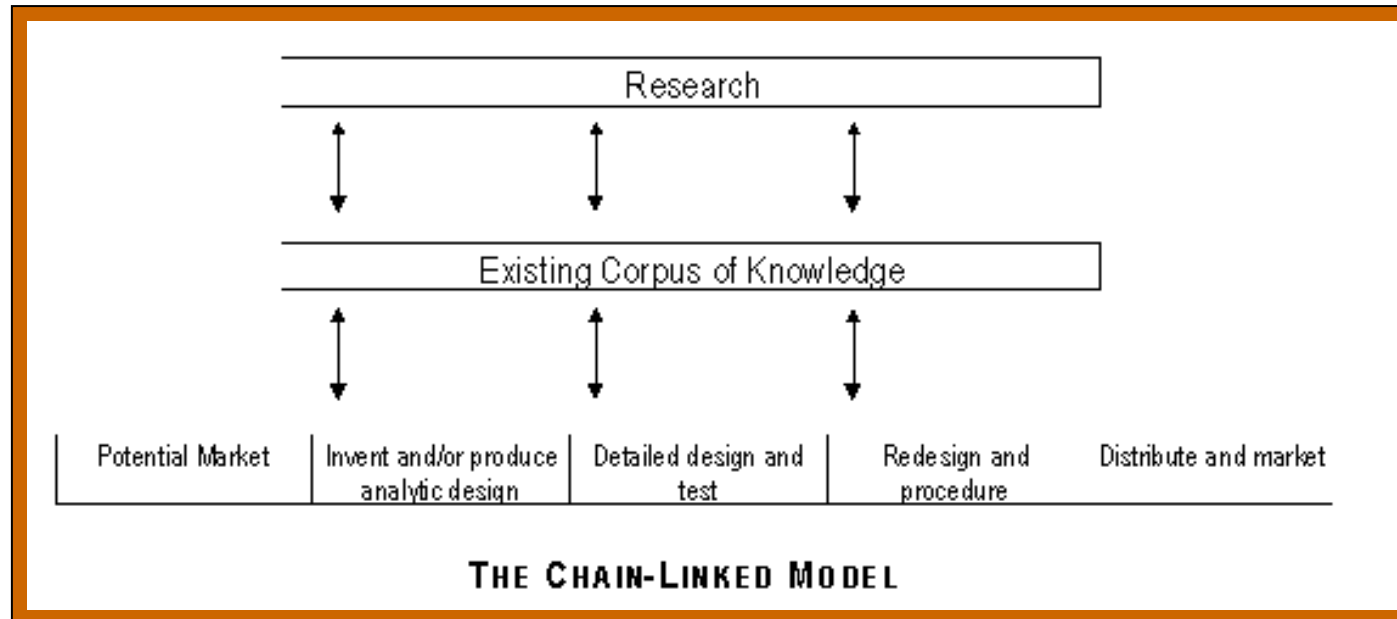 Research
Existing Corpus of Knowledge
Potential Market
Invent and/or produce
analytic design
Detailed design and
test
Redesign and
procedure
Distribute and market
THE CHAIN-LINKED MODEL